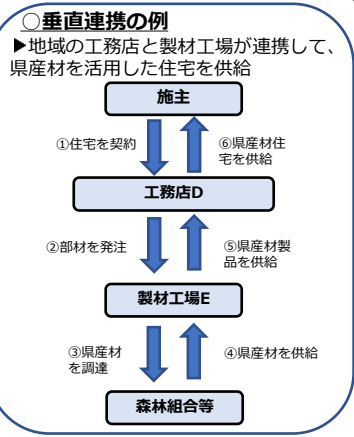 ○垂直連携の例
▶地域の工務店と製材工場が連携して、
県産材を活用した住宅を供給
施主
①住宅を契約
⑥県産材住
宅を供給
工務店D
②部材を発注
⑤県産材製
品を供給
製材工場E
③県産材
を調達
④県産材を供給
森林組合等